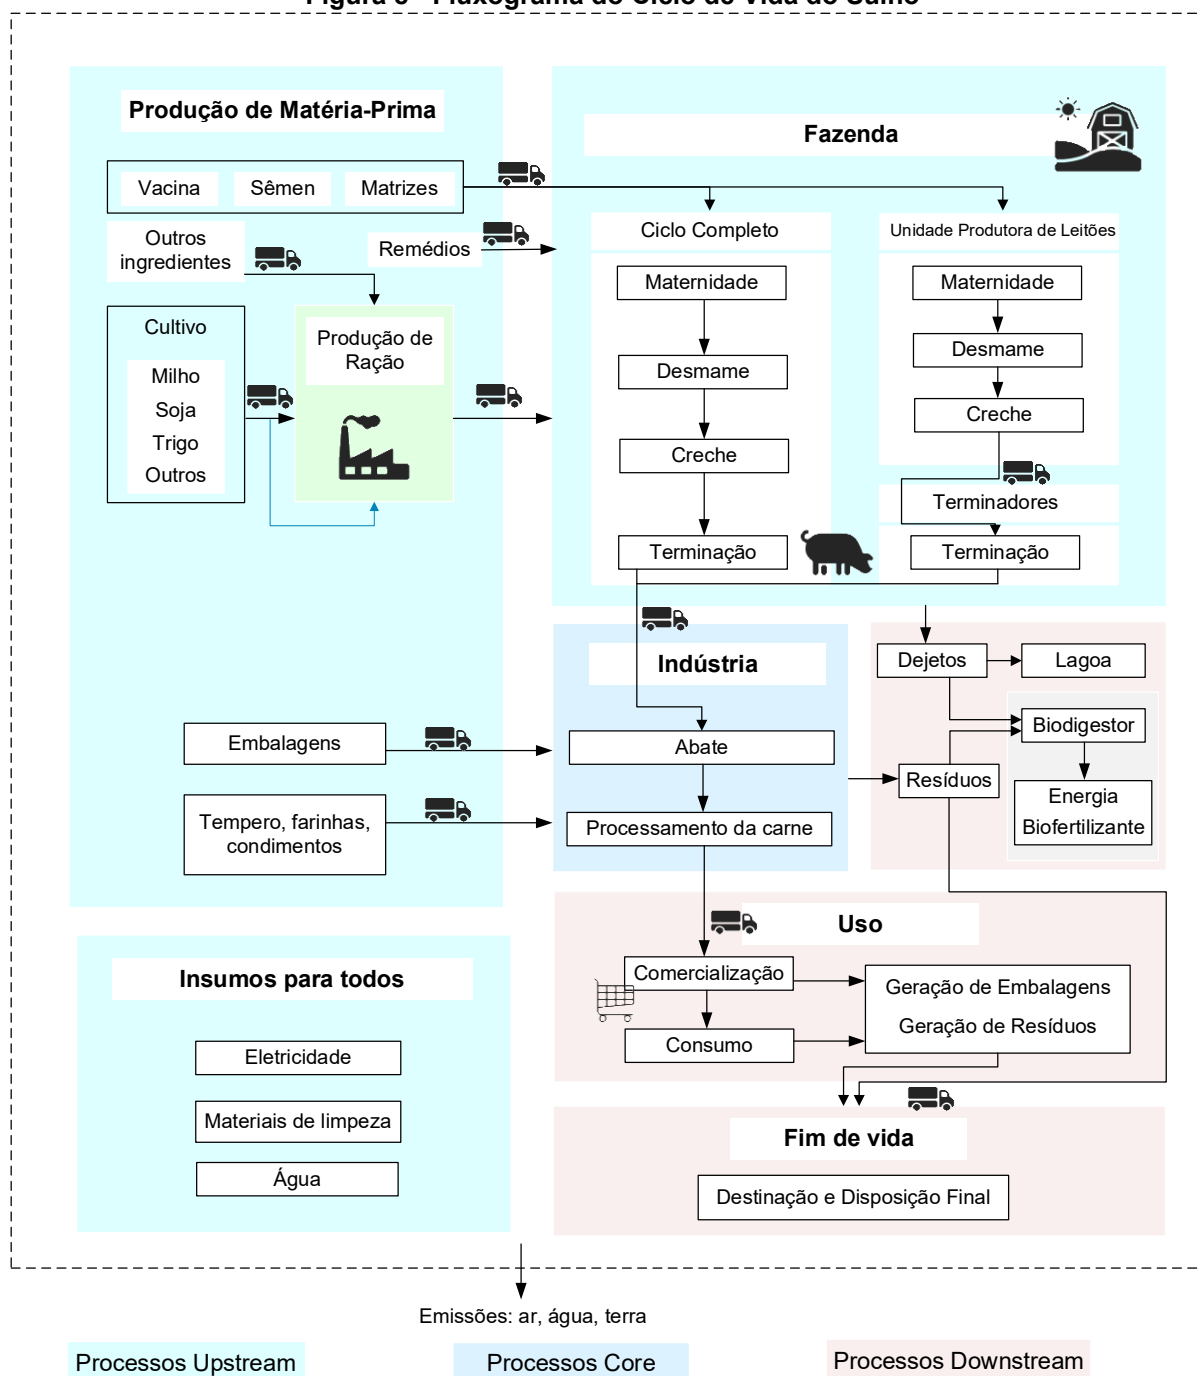 Figura 8 - Fluxograma do Ciclo de Vida do Suíno
Produção de Matéria-Prima
Vacina
Sêmen
Matrizes
Outros
ingredientes
Remédios
Cultivo
Milho
Soja
Trigo
Outros
Produção de
Ração
Embalagens
Tempero, farinhas,
condimentos
Fazenda
Ciclo Completo
Maternidade
Desmame
Creche
Terminação
Unidade Produtora de Leitões
Maternidade
Desmame
Creche
Terminadores
Terminação
Indústria
Abate
Processamento da carne
Dejetos
Lagoa
Biodigestor
Resíduos
Energia
Biofertilizante
Uso
Comercialização
Consumo
Geração de Embalagens
Geração de Resíduos
Insumos para todos
Eletricidade
Materiais de limpeza
Água
Fim de vida
Destinação e Disposição Final
Emissões: ar, água, terra
Processos Upstream
Processos Core
Processos Downstream